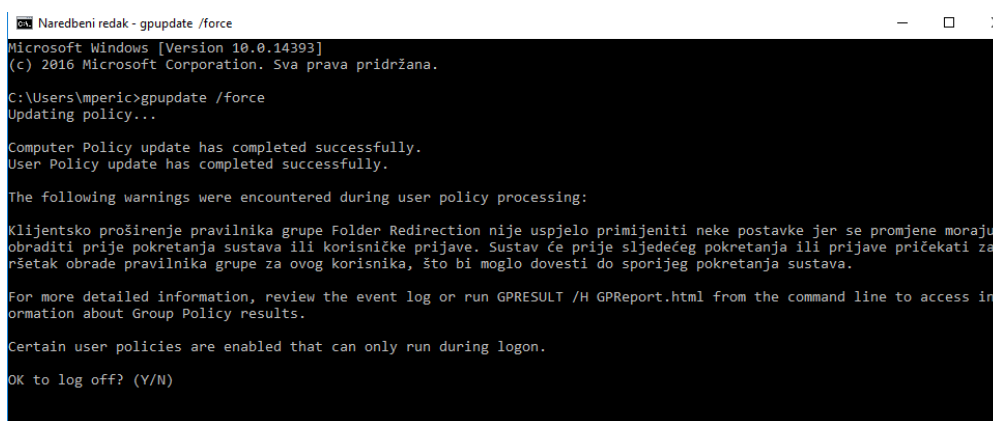 Naredbeni redak - gpupdate /force
Microsoft Windows [Version 10.0.14393]
(c) 2016 Microsoft Corporation. Sva prava pridržana.
C:\Users\mperic>gpupdate /force
Updating policy...
Computer Policy update has completed successfully.
User Policy update has completed successfully.
The following warnings were encountered during user policy processing:
Klijentsko proširenje pravilnika grupe Folder Redirection nije uspjelo primijeniti neke postavke jer se promjene moraju
obraditi prije pokretanja sustava ili korisničke prijave. Sustav će prije sljedećeg pokretanja ili prijave pričekati za
ršetak obrade pravilnika grupe za ovog korisnika, što bi moglo dovesti do sporijeg pokretanja sustava.
For more detailed information, review the event log or run GPRESULT /H GPReport.html from the command line to access in
ormation about Group Policy results.
Certain user policies are enabled that can only run during logon.
OK to log off? (Y/N)